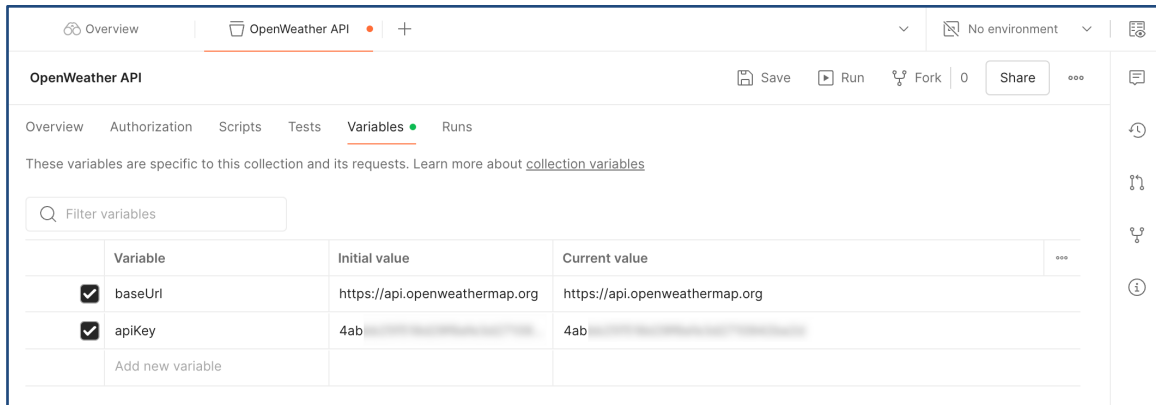 Overview OpenWeather API No environment
OpenWeather API Save Run Fork 0 Share
Overview Authorization Scripts Tests Variables Runs
These variables are specific to this collection and its requests. Learn more about collection variables
Filter variables
Variable Initial value Current value
baseUrl https://api.openweathermap.org https://api.openweathermap.org
apiKey 4ab 4ab
Add new variable